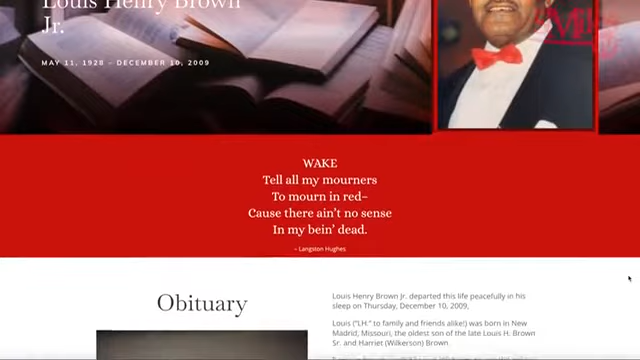 Louis Henry Brown
Jr.
MAY 11, 1928 – DECEMBER 10, 2009
WAKE
Tell all my mourners
To mourn in red–
Cause there ain't no sense
In my bein' dead.
– Langston Hughes
Obituary
Louis Henry Brown Jr. departed this life peacefully in his
sleep on Thursday, December 10, 2009,
Louis ("LH." to family and friends alike!) was born in New
Madrid, Missouri, the oldest son of the late Louis H. Brown
Sr. and Harriet (Wilkerson) Brown.